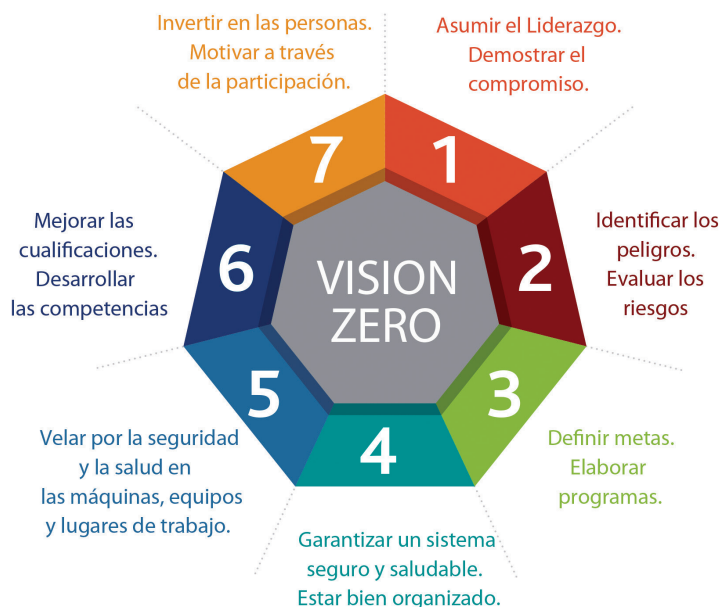 Invertir en las personas.
Motivar a través
de la participación.
Asumir el Liderazgo.
Demostrar el
compromiso.
7
1
Mejorar las
cualificaciones.
Desarrollar
las competencias
6
VISION
ZERO
2
Identificar los
peligros.
Evaluar los
riesgos
5
3
4
Velar por la seguridad
y la salud en
las máquinas, equipos
y lugares de trabajo.
Definir metas.
Elaborar
programas.
Garantizar un sistema
seguro y saludable.
Estar bien organizado.